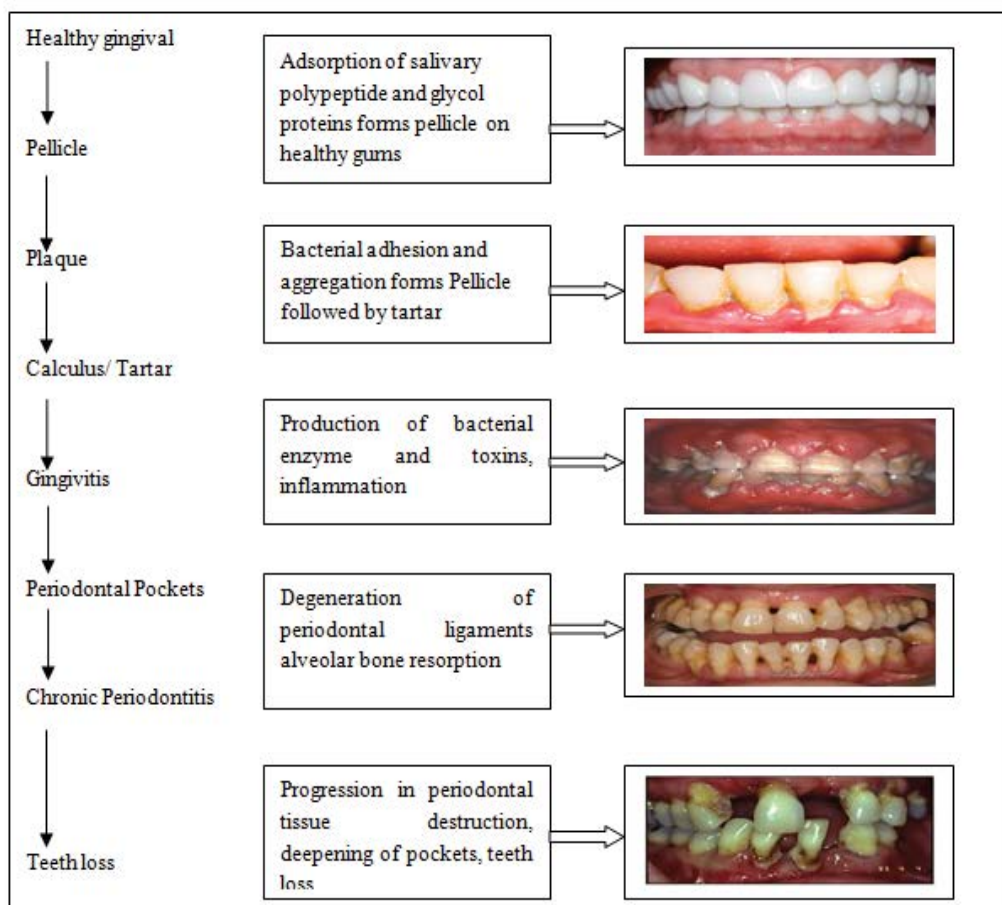 Healthy gingival
Adsorption of salivary
polypeptide and glycol
proteins forms pellicle on
healthy gums
Pellicle
Plaque
Bacterial adhesion and
aggregation forms Pellicle
followed by tartar
Calculus/ Tartar
Production of bacterial
enzyme and toxins,
inflammation
Gingivitis
Periodontal Pockets
Degeneration of
periodontal ligaments
alveolar bone resorption
Chronic Periodontitis
Progression in periodontal
tissue destruction,
deepening of pockets, teeth
loss
Teeth loss